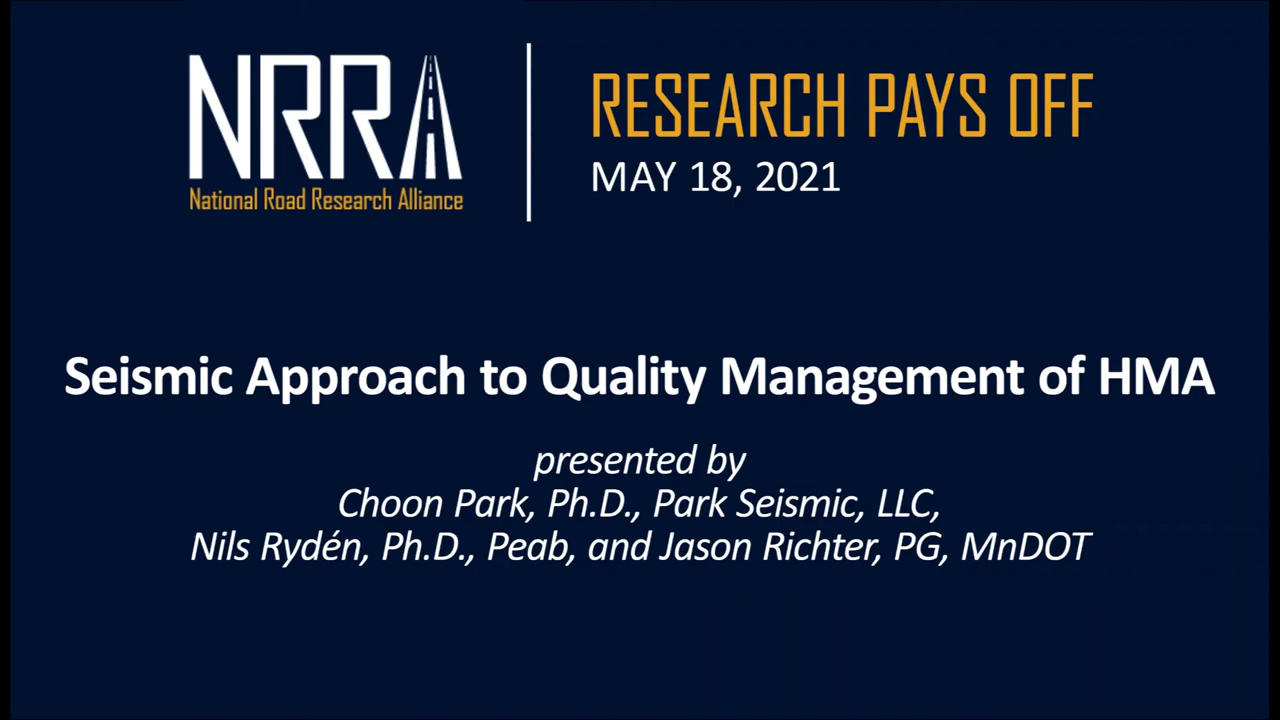 NRRA
National Road Research Alliance
RESEARCH PAYS OFF
MAY 18, 2021
Seismic Approach to Quality Management of HMA
presented by
Choon Park, Ph.D., Park Seismic, LLC,
Nils Rydén, Ph.D., Peab, and Jason Richter, PG, MnDOT